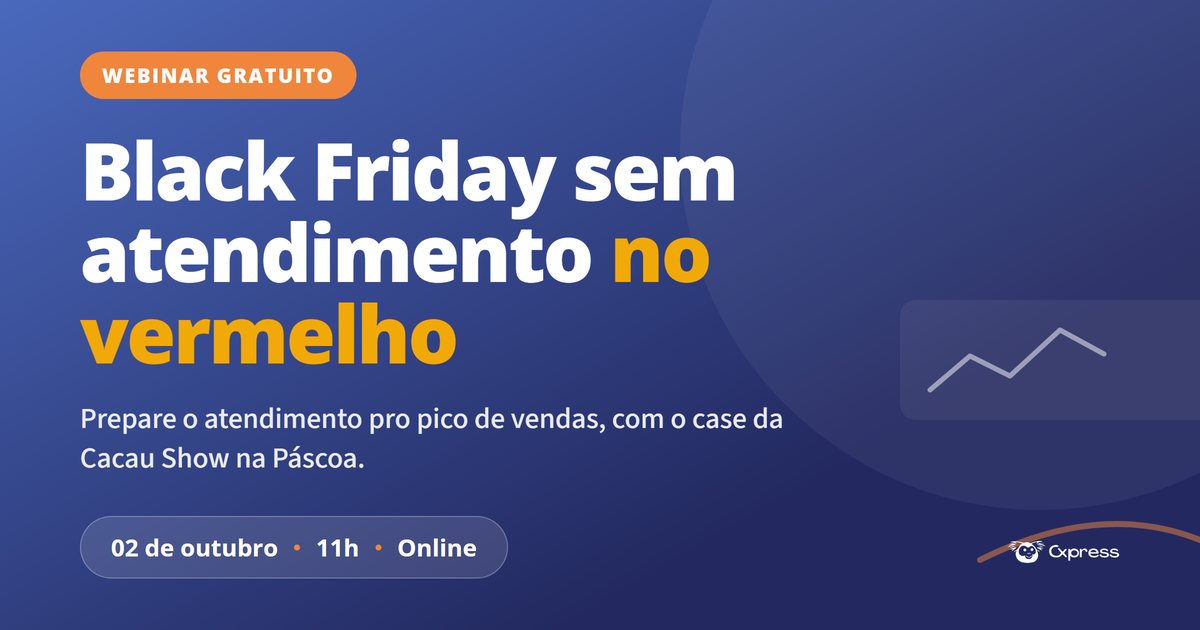 WEBINAR GRATUITO
Black Friday sem
atendimento no
vermelho
Prepare o atendimento pro pico de vendas, com o case da
Cacau Show na Páscoa.
02 de outubro • 11h • Online
Cxpress